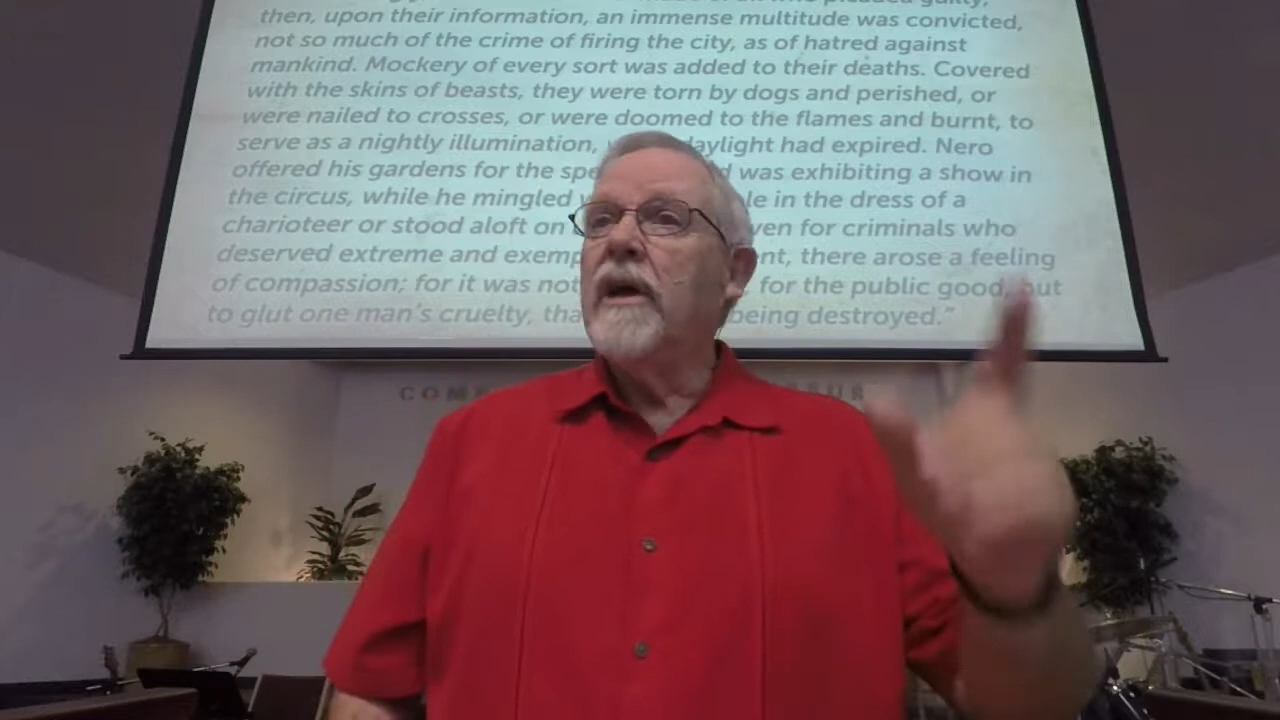 then, upon their information, an immense multitude was convicted,
not so much of the crime of firing the city, as of hatred against
mankind. Mockery of every sort was added to their deaths. Covered
with the skins of beasts, they were torn by dogs and perished, or
were nailed to crosses, or were doomed to the flames and burnt, to
serve as a nightly illumination, daylight had expired. Nero
offered his gardens for the was exhibiting a show in
the circus, while he mingled in the dress of a
charioteer or stood aloft on for criminals who
deserved extreme and there arose a feeling
of compassion; for it was not for the public good, but
to glut one man's cruelty, being destroyed."